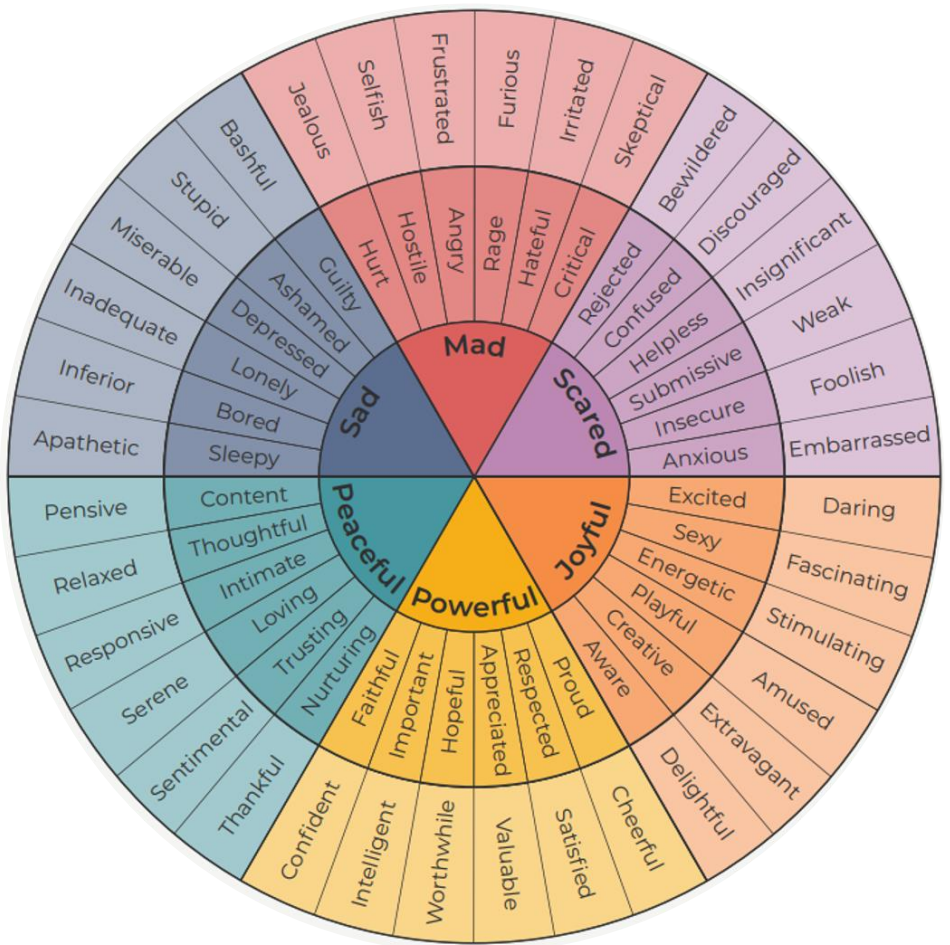 Mad
Hurt
Hostile
Angry
Rage
Hateful
Critical
Jealous
Selfish
Frustrated
Furious
Irritated
Skeptical
Scared
Rejected
Confused
Helpless
Submissive
Insecure
Anxious
Bewildered
Discouraged
Insignificant
Weak
Foolish
Embarrassed
Joyful
Excited
Sexy
Energetic
Playful
Creative
Aware
Daring
Fascinating
Stimulating
Amused
Extravagant
Delightful
Powerful
Proud
Respected
Appreciated
Hopeful
Important
Faithful
Cheerful
Satisfied
Valuable
Worthwhile
Intelligent
Confident
Peaceful
Nurturing
Trusting
Loving
Intimate
Thoughtful
Content
Thankful
Sentimental
Serene
Responsive
Relaxed
Pensive
Sad
Sleepy
Bored
Lonely
Depressed
Ashamed
Guilty
Apathetic
Inferior
Inadequate
Miserable
Stupid
Bashful